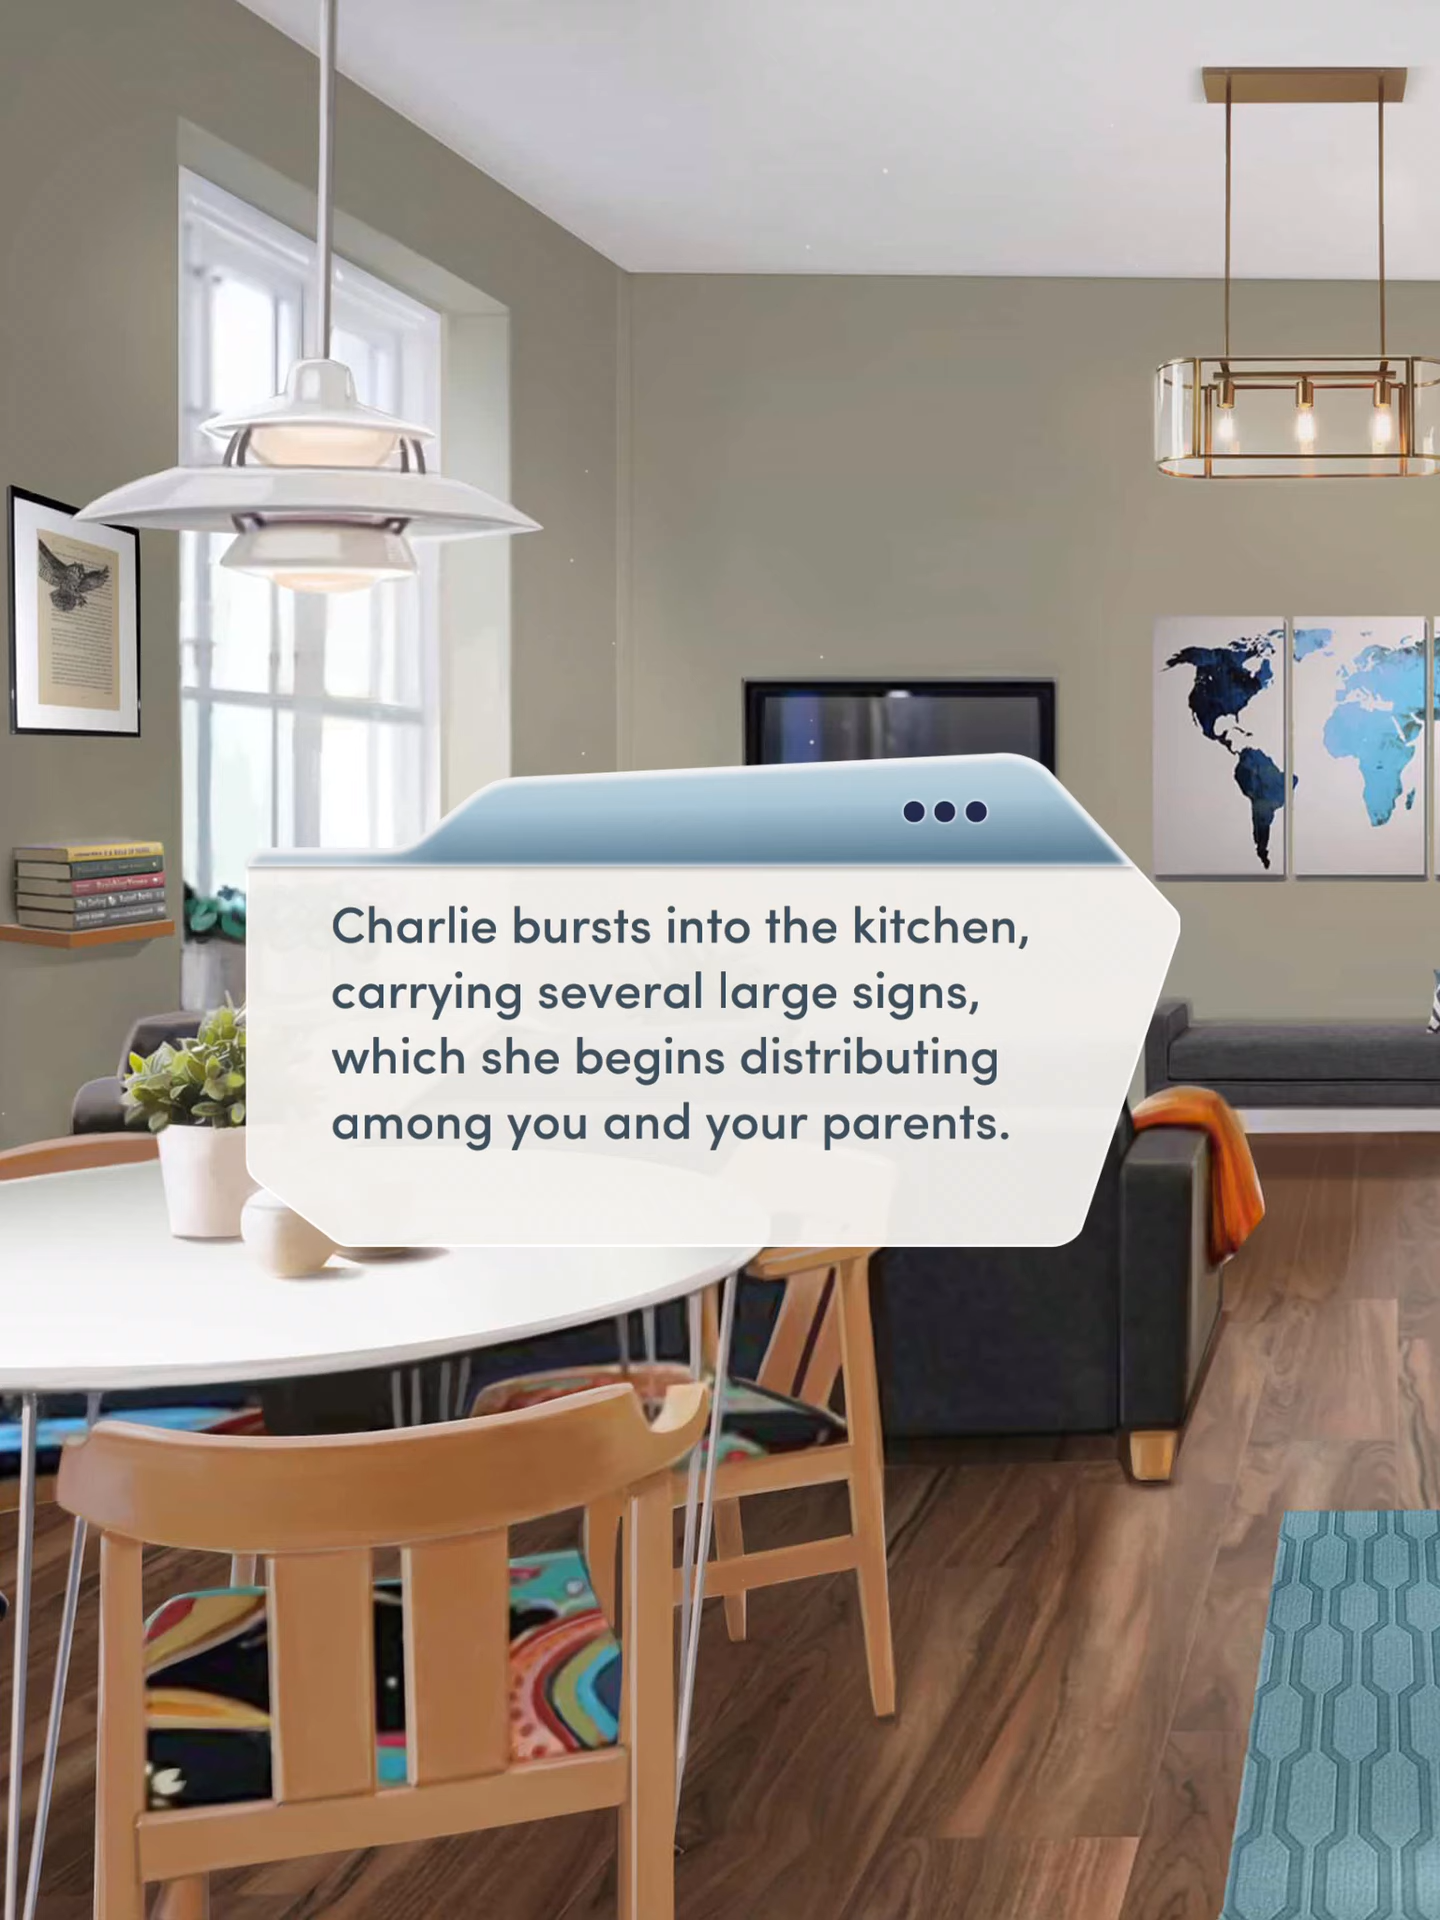 Charlie bursts into the kitchen,
carrying several large signs,
which she begins distributing
among you and your parents.